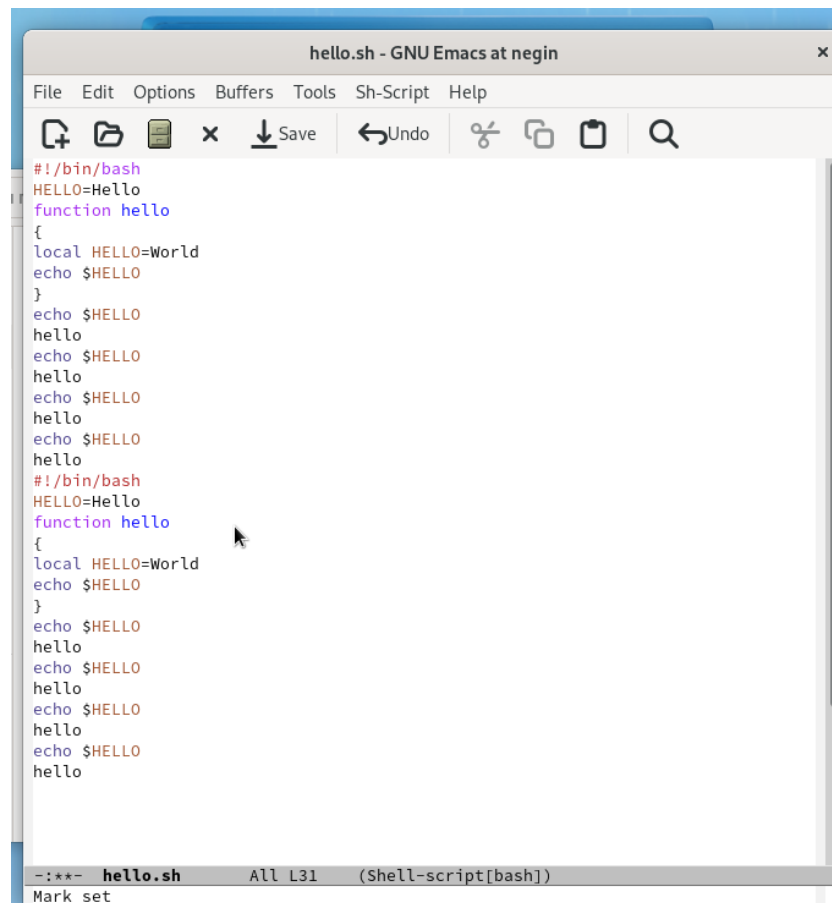 hello.sh - GNU Emacs at negin
File Edit Options Buffers Tools Sh-Script Help
Save Undo
#!/bin/bash
HELLO=Hello
function hello
{
local HELLO=World
echo $HELLO
}
echo $HELLO
hello
echo $HELLO
hello
echo $HELLO
hello
echo $HELLO
hello
#!/bin/bash
HELLO=Hello
function hello
{
local HELLO=World
echo $HELLO
}
echo $HELLO
hello
echo $HELLO
hello
echo $HELLO
hello
echo $HELLO
hello
-:**- hello.sh All L31 (Shell-script[bash])
Mark set